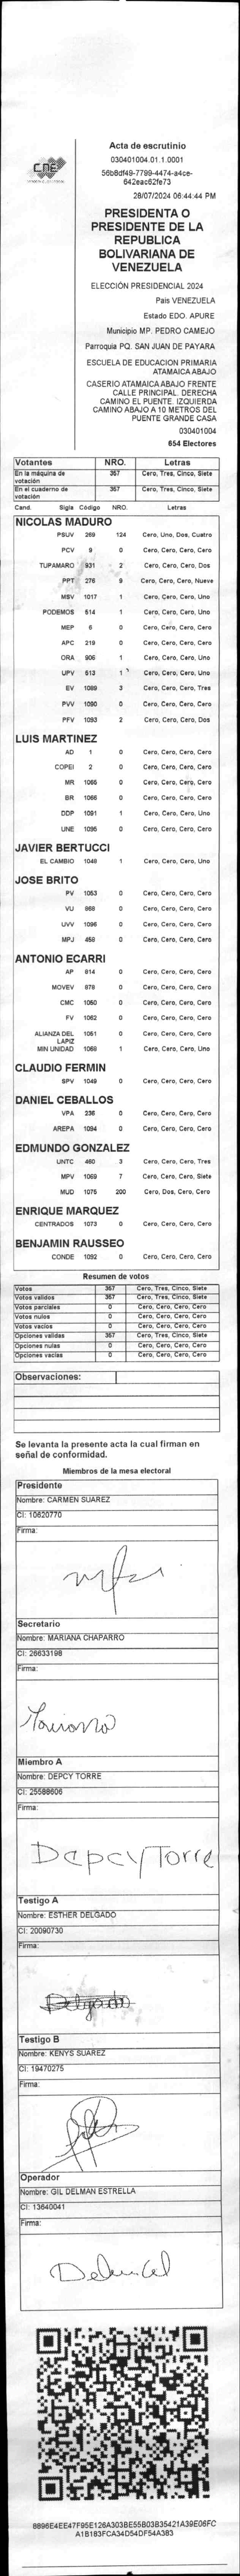 CNE
Acta de escrutinio
030401004.01.1.0001
56b8df49-7799-4474-a4ce-
642eac62fe73
28/07/2024 06:44:44 PM
PRESIDENTA O
PRESIDENTE DE LA
REPUBLICA
BOLIVARIANA DE
VENEZUELA
ELECCIÓN PRESIDENCIAL 2024
Pais VENEZUELA
Estado EDO. APURE
Municipio MP. PEDRO CAMEJO
Parroquia PQ. SAN JUAN DE PAYARA
ESCUELA DE EDUCACION PRIMARIA
ATAMAICA ABAJO
CASERIO ATAMAICA ABAJO FRENTE
CALLE PRINCIPAL. DERECHA
CAMINO EL PUENTE. IZQUIERDA
CAMINO ABAJO A 10 METROS DEL
PUENTE GRANDE CASA
030401004
654 Electores
Votantes NRO. Letras
En la máquina de votación 357 Cero, Tres, Cinco, Siete
En el cuaderno de votación 357 Cero, Tres, Cinco, Siete
Cand. Sigla Código NRO. Letras
NICOLAS MADURO
PSUV 269 124 Cero, Uno, Dos, Cuatro
PCV 9 0 Cero, Cero, Cero, Cero
TUPAMARO 931 2 Cero, Cero, Cero, Dos
PPT 276 9 Cero, Cero, Cero, Nueve
MSV 1017 1 Cero, Cero, Cero, Uno
PODEMOS 514 1 Cero, Cero, Cero, Uno
MEP 6 0 Cero, Cero, Cero, Cero
APC 219 0 Cero, Cero, Cero, Cero
ORA 906 1 Cero, Cero, Cero, Uno
UPV 613 1 Cero, Cero, Cero, Uno
EV 1089 3 Cero, Cero, Cero, Tres
PVV 1090 0 Cero, Cero, Cero, Cero
PFV 1093 2 Cero, Cero, Cero, Dos
LUIS MARTINEZ
AD 1 0 Cero, Cero, Cero, Cero
COPEI 2 0 Cero, Cero, Cero, Cero
MR 1065 0 Cero, Cero, Cero, Cero
BR 1066 0 Cero, Cero, Cero, Cero
DDP 1091 1 Cero, Cero, Cero, Uno
UNE 1095 0 Cero, Cero, Cero, Cero
JAVIER BERTUCCI
EL CAMBIO 1048 1 Cero, Cero, Cero, Uno
JOSE BRITO
PV 1053 0 Cero, Cero, Cero, Cero
VU 868 0 Cero, Cero, Cero, Cero
UVV 1096 0 Cero, Cero, Cero, Cero
MPJ 458 0 Cero, Cero, Cero, Cero
ANTONIO ECARRI
AP 814 0 Cero, Cero, Cero, Cero
MOVEV 978 0 Cero, Cero, Cero, Cero
CMC 1050 0 Cero, Cero, Cero, Cero
FV 1062 0 Cero, Cero, Cero, Cero
ALIANZA DEL LAPIZ 1051 0 Cero, Cero, Cero, Cero
MIN UNIDAD 1068 1 Cero, Cero, Cero, Uno
CLAUDIO FERMIN
SPV 1049 0 Cero, Cero, Cero, Cero
DANIEL CEBALLOS
VPA 236 0 Cero, Cero, Cero, Cero
AREPA 1094 0 Cero, Cero, Cero, Cero
EDMUNDO GONZALEZ
UNTC 460 3 Cero, Cero, Cero, Tres
MPV 1069 7 Cero, Cero, Cero, Siete
MUD 1075 200 Cero, Dos, Cero, Cero
ENRIQUE MARQUEZ
CENTRADOS 1073 0 Cero, Cero, Cero, Cero
BENJAMIN RAUSSEO
CONDE 1092 0 Cero, Cero, Cero, Cero
Resumen de votos
Votos 357 Cero, Tres, Cinco, Siete
Votos validos 357 Cero, Tres, Cinco, Siete
Votos parciales 0 Cero, Cero, Cero, Cero
Votos nulos 0 Cero, Cero, Cero, Cero
Votos vacios 0 Cero, Cero, Cero, Cero
Opciones validas 357 Cero, Tres, Cinco, Siete
Opciones nulas 0 Cero, Cero, Cero, Cero
Opciones vacias 0 Cero, Cero, Cero, Cero
Observaciones:
Se levanta la presente acta la cual firman en
señal de conformidad.
Miembros de la mesa electoral
Presidente
Nombre: CARMEN SUAREZ
CI: 10620770
Firma:
Secretario
Nombre: MARIANA CHAPARRO
CI: 26633198
Firma:
Mariana
Miembro A
Nombre: DEPCY TORRE
CI: 25588606
Firma:
Depcy Torre
Testigo A
Nombre: ESTHER DELGADO
CI: 20090730
Firma:
Delgado
Testigo B
Nombre: KENYS SUAREZ
CI: 19470275
Firma:
Operador
Nombre: GIL DELMAN ESTRELLA
CI: 13640041
Firma:
8896E4EE47F95E126A303BE55B03B35421A39E06FC
A1B183FCA34D54DF54A383